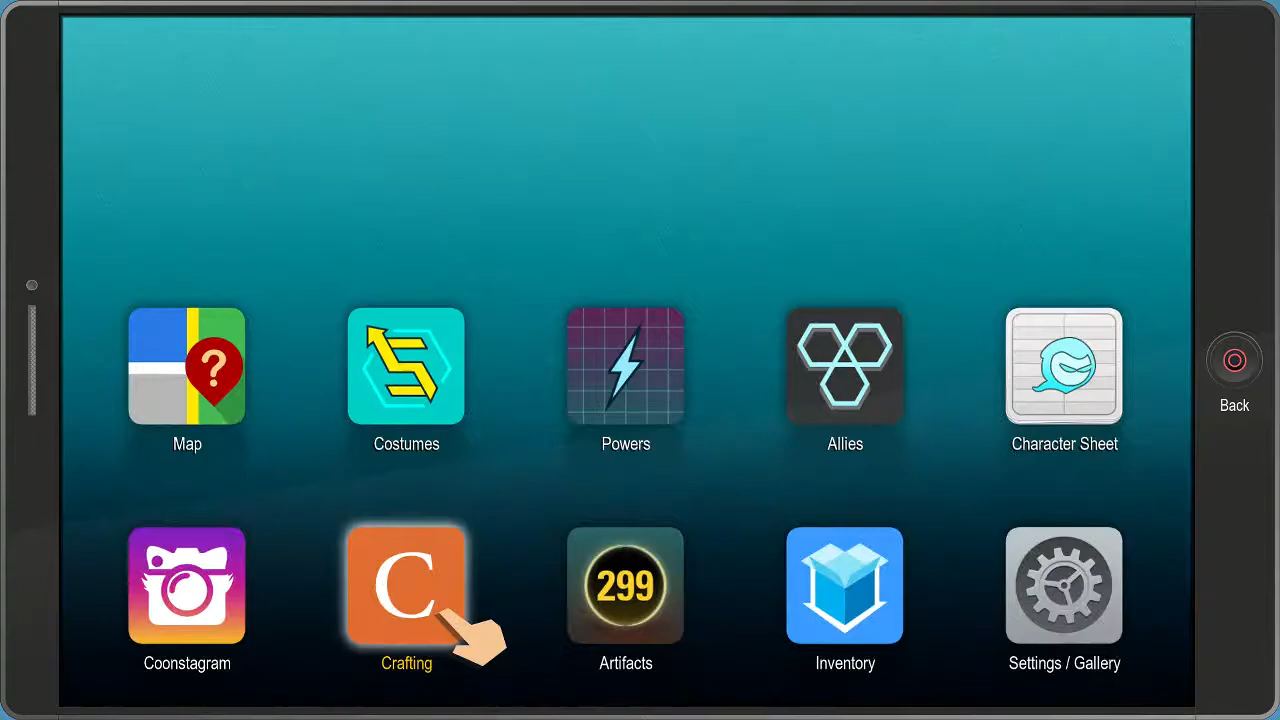 ?
Map
Costumes
Powers
Allies
Character Sheet
Back
C
299
Coonstagram
Crafting
Artifacts
Inventory
Settings / Gallery